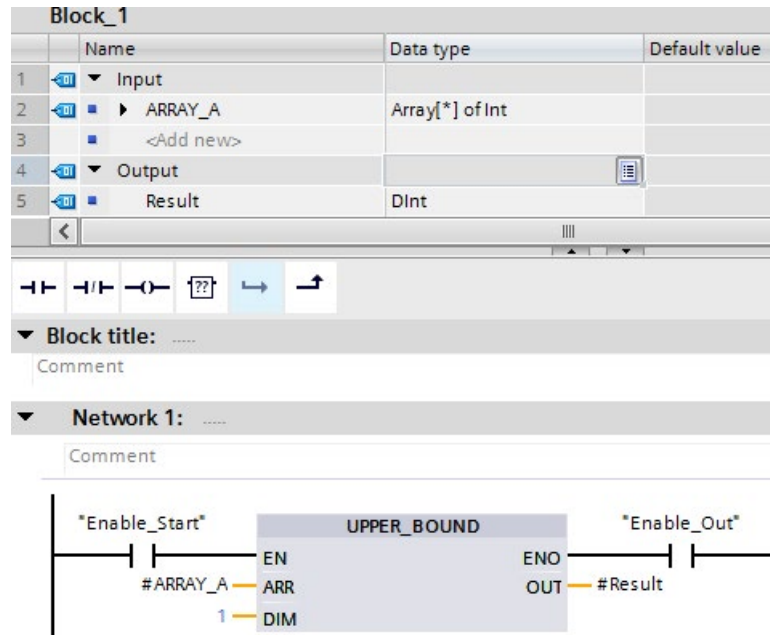 Block_1
Name Data type Default value
1 Input
2 ARRAY_A Array[*] of Int
3 <Add new>
4 Output
5 Result DInt
??
Block title: .....
Comment
Network 1: .....
Comment
"Enable_Start" UPPER_BOUND "Enable_Out"
EN ENO
#ARRAY_A ARR OUT #Result
1 DIM